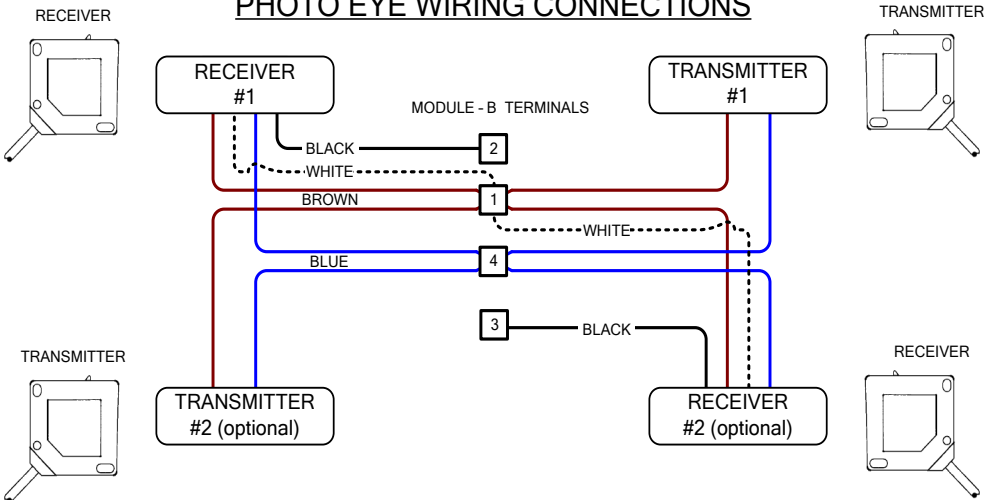 PHOTO EYE WIRING CONNECTIONS
RECEIVER
TRANSMITTER
RECEIVER
#1
TRANSMITTER
#1
MODULE - B TERMINALS
BLACK
2
WHITE
BROWN
1
WHITE
BLUE
4
3
BLACK
TRANSMITTER
RECEIVER
TRANSMITTER
#2 (optional)
RECEIVER
#2 (optional)